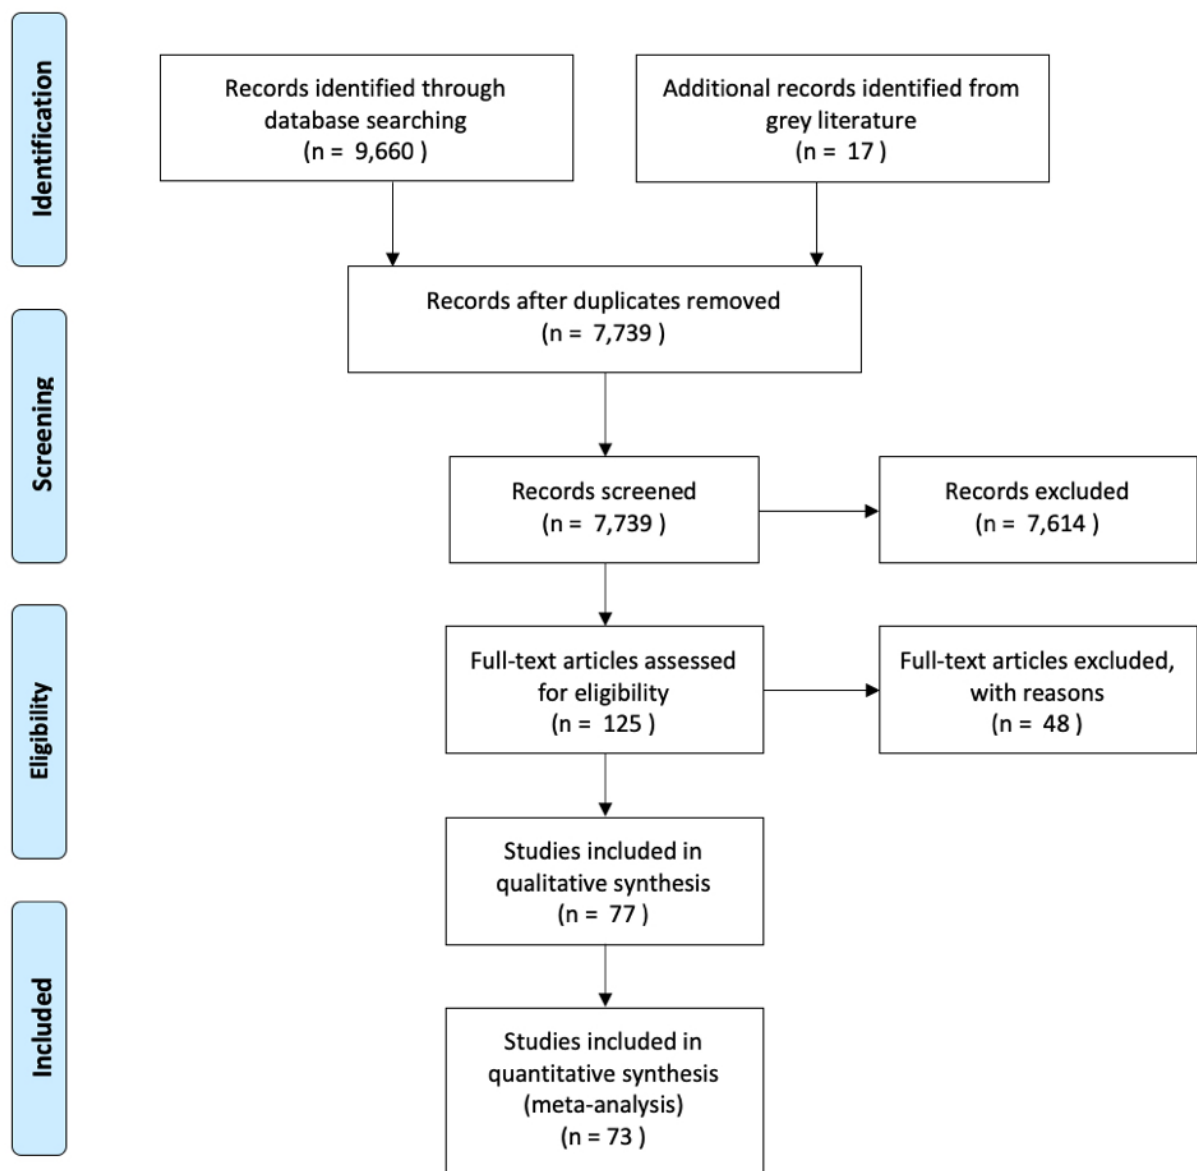 Identification
Records identified through
database searching
(n = 9,660 )
Additional records identified from
grey literature
(n = 17 )
Records after duplicates removed
(n = 7,739 )
Screening
Records screened
(n = 7,739 )
Records excluded
(n = 7,614 )
Eligibility
Full-text articles assessed
for eligibility
(n = 125 )
Full-text articles excluded,
with reasons
(n = 48 )
Studies included in
qualitative synthesis
(n = 77 )
Included
Studies included in
quantitative synthesis
(meta-analysis)
(n = 73 )